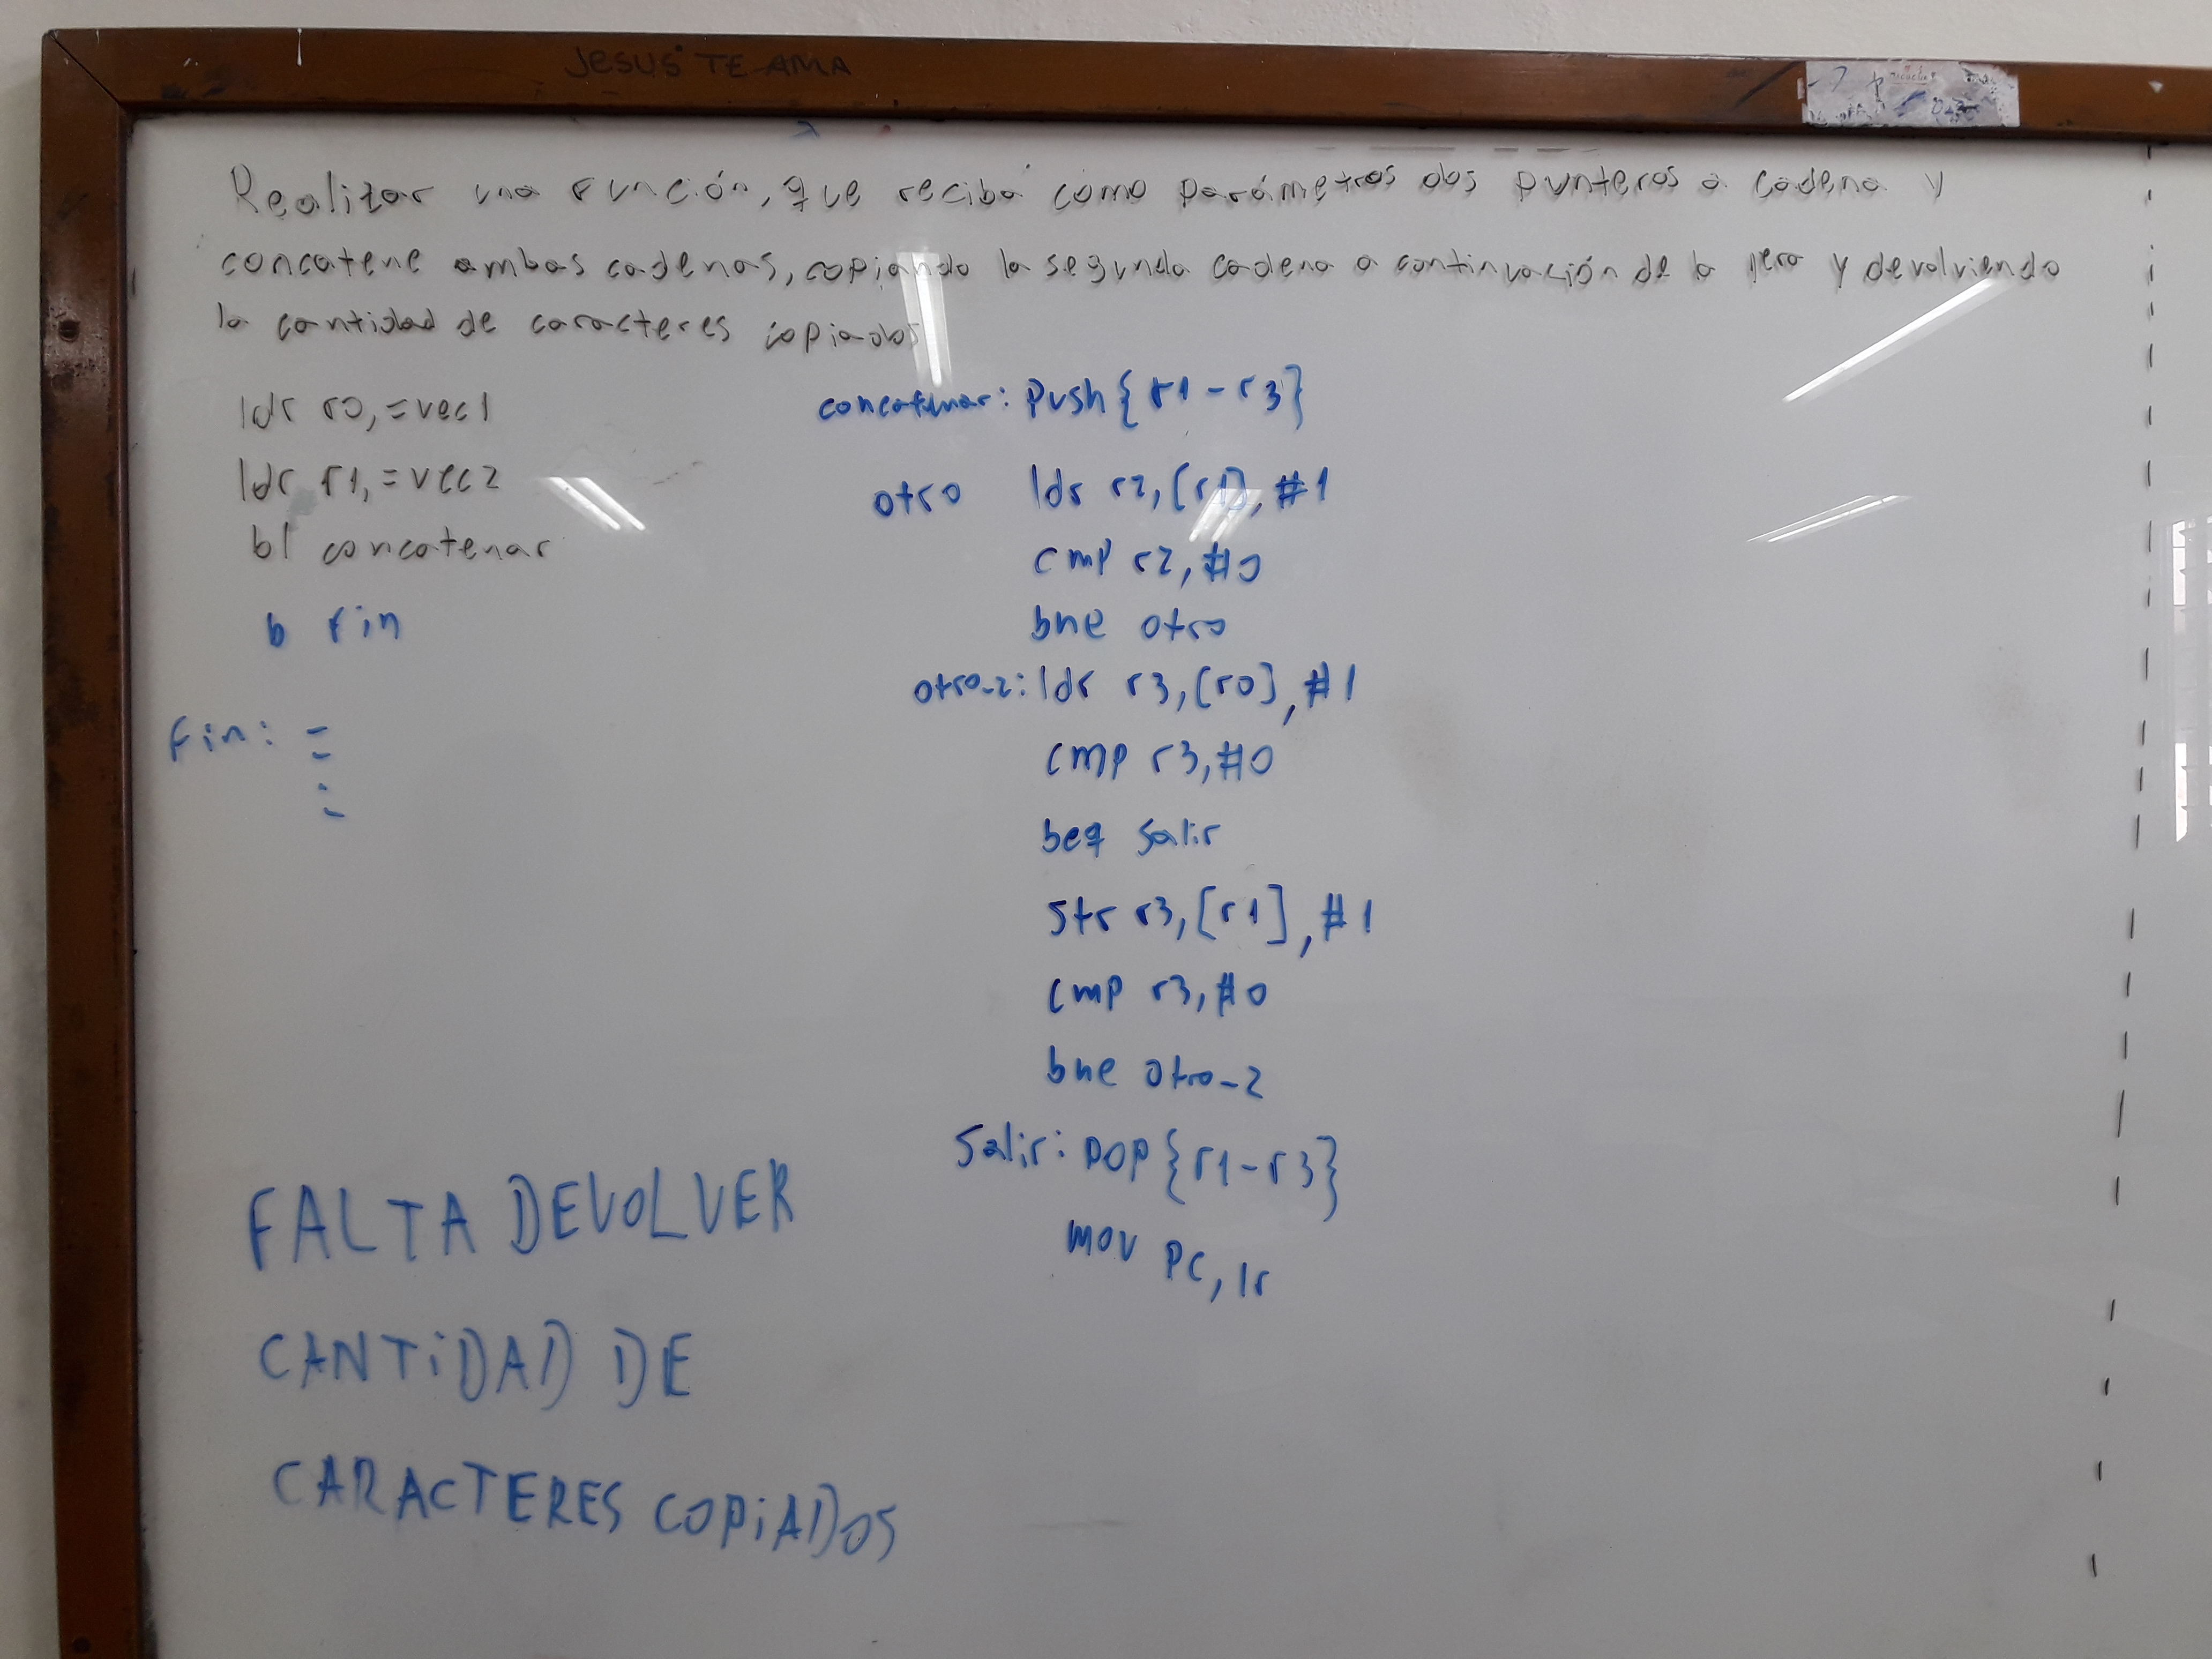 JESUS TE AMA
Realizar una función, que reciba como parámetros dos punteros a cadena y
concatene ambas cadenas, copiando la segunda cadena a continuación de la 1era y devolviendo
la cantidad de caracteres copiados
ldr r0, =vec1
ldr r1, =vec2
bl concatenar
b fin
fin:
concatenar: Push{r1-r3}
otro ldr r2,[r1], #1
cmp r2, #0
bne otro
otro_2: ldr r3,[r0], #1
cmp r3, #0
beq salir
str r3,[r1], #1
cmp r3, #0
bne otro_2
Salir: POP{r1-r3}
mov PC, lr
FALTA DEVOLVER
CANTiDAD DE
CARACTERES COPiADOS